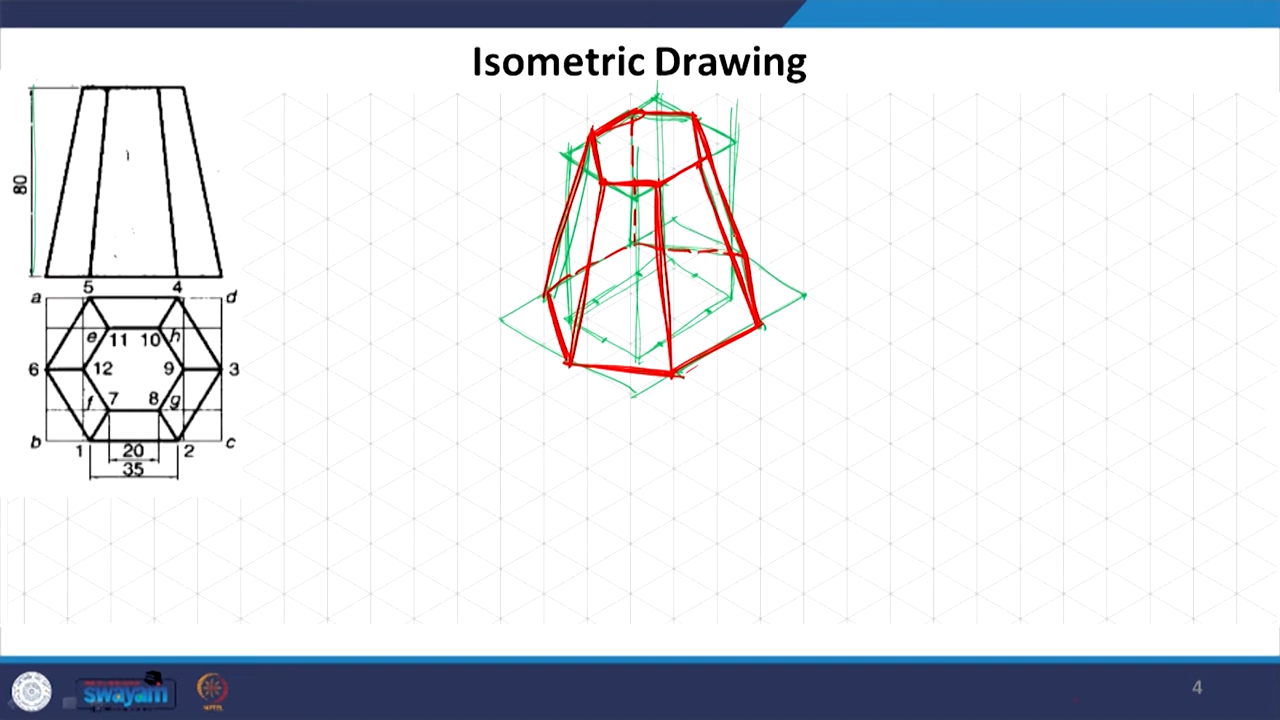 Isometric Drawing
80
5 4
a d
e 11 10 h
6 12 9 3
f 7 8 g
b c
1 20 2
35
swayam
4